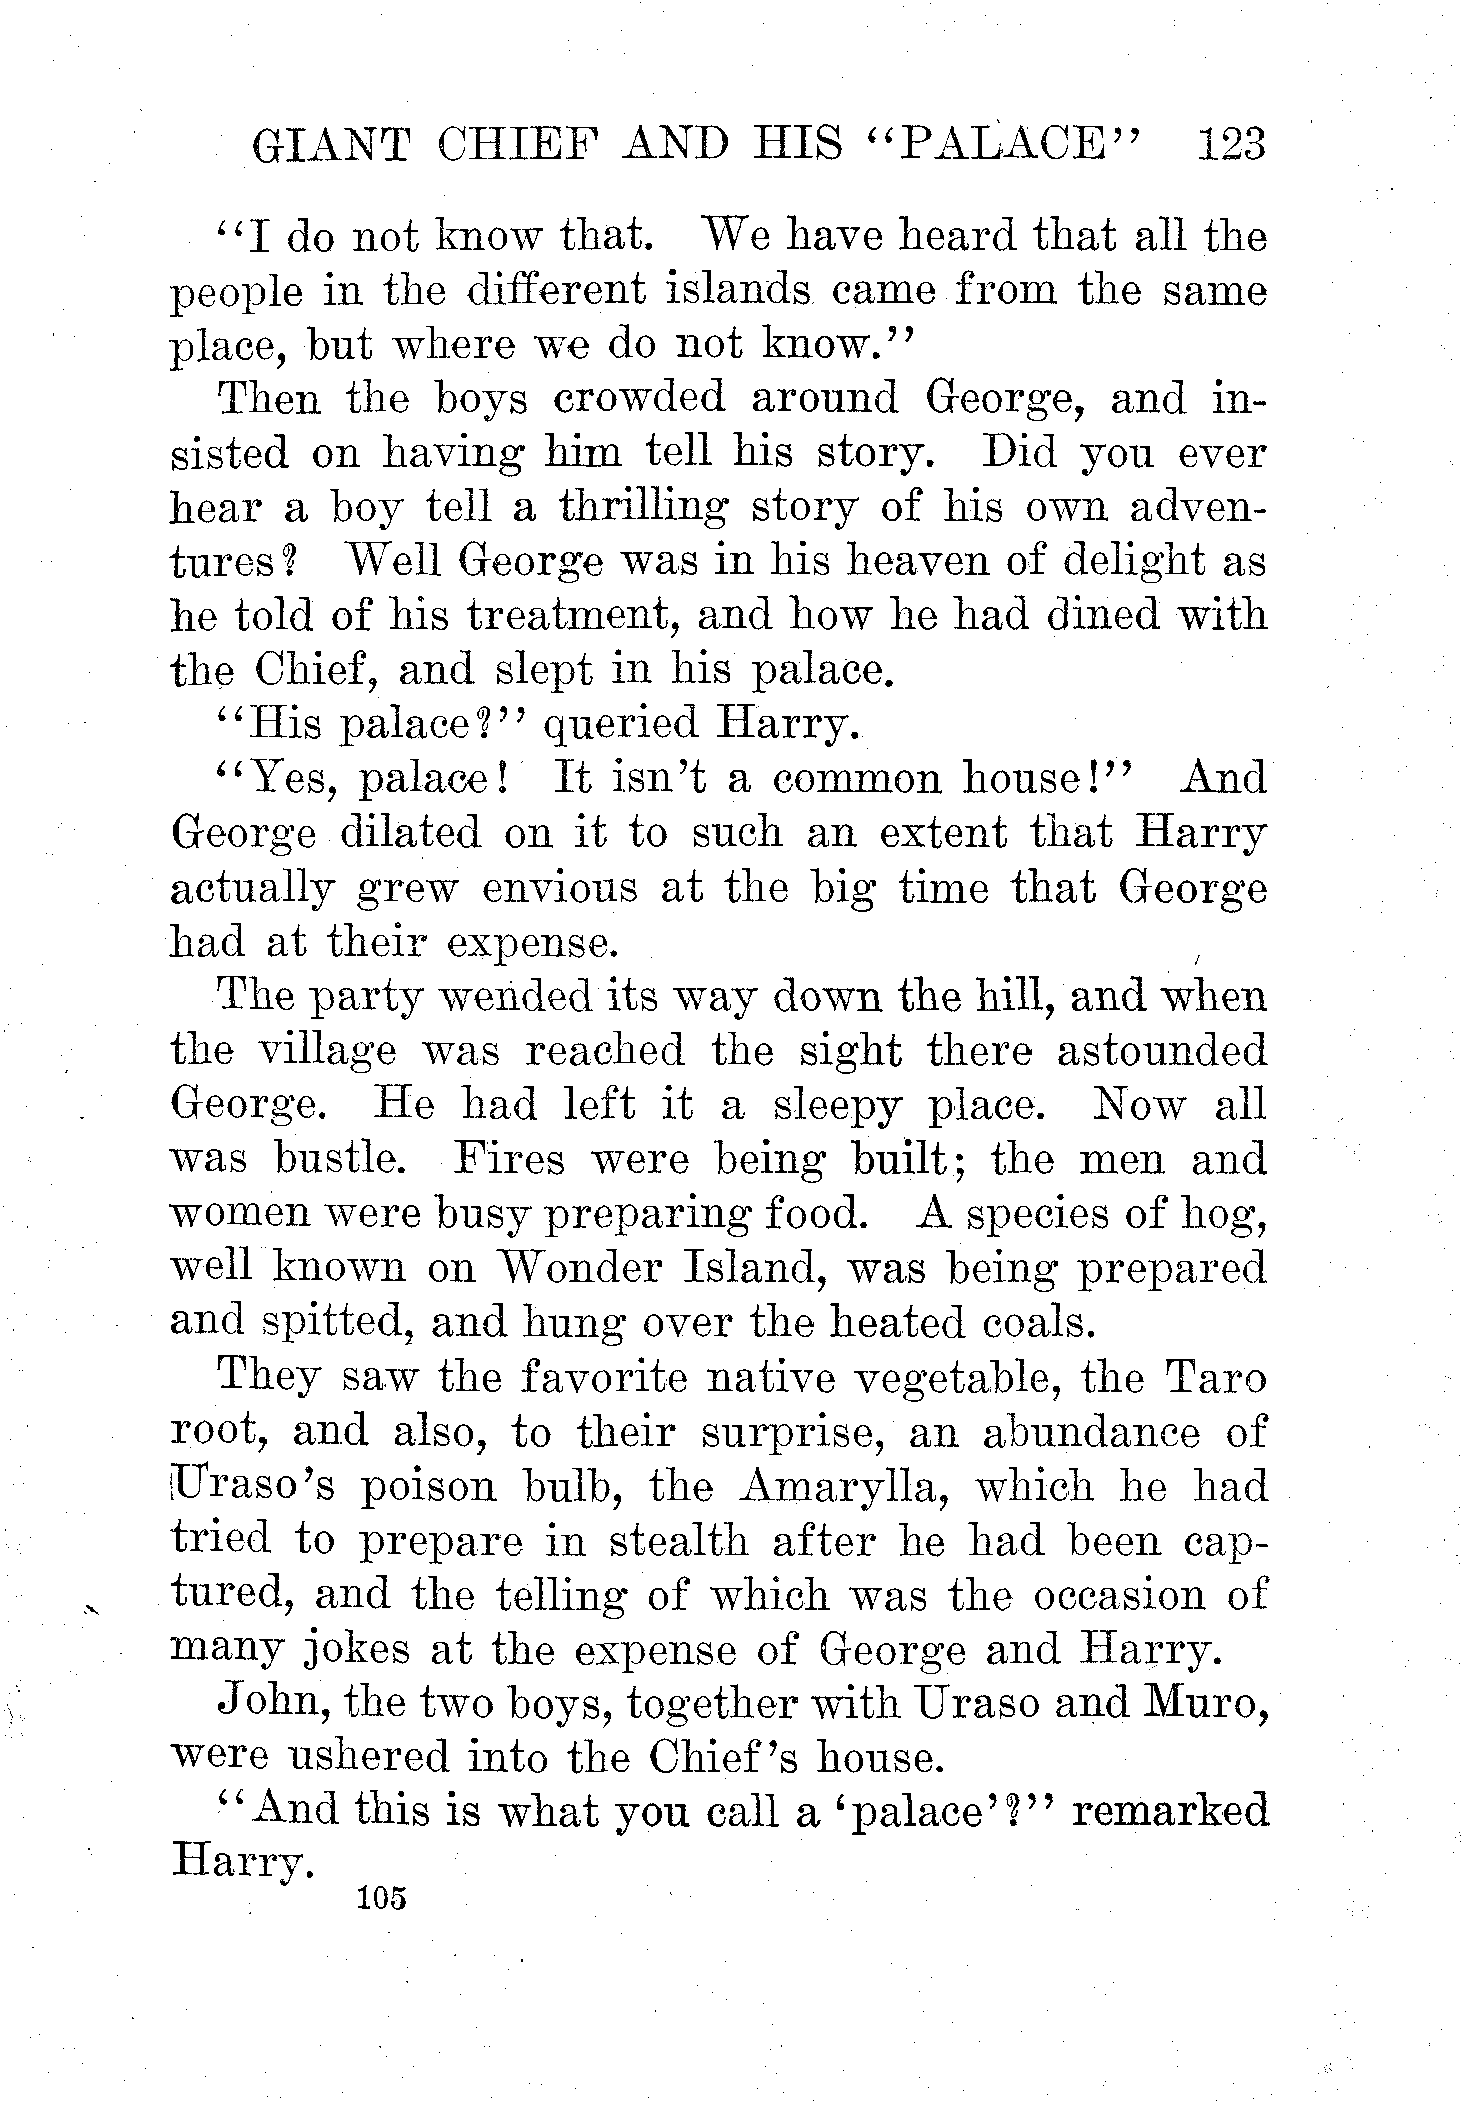 GIANT CHIEF AND HIS "PALACE" 123
"I do not know that. We have heard that all the
people in the different islands came from the same
place, but where we do not know."
Then the boys crowded around George, and in-
sisted on having him tell his story. Did you ever
hear a boy tell a thrilling story of his own adven-
tures? Well George was in his heaven of delight as
he told of his treatment, and how he had dined with
the Chief, and slept in his palace.
"His palace?" queried Harry.
"Yes, palace! It isn't a common house!" And
George dilated on it to such an extent that Harry
actually grew envious at the big time that George
had at their expense.
The party wended its way down the hill, and when
the village was reached the sight there astounded
George. He had left it a sleepy place. Now all
was bustle. Fires were being built; the men and
women were busy preparing food. A species of hog,
well known on Wonder Island, was being prepared
and spitted, and hung over the heated coals.
They saw the favorite native vegetable, the Taro
root, and also, to their surprise, an abundance of
Uraso's poison bulb, the Amarylla, which he had
tried to prepare in stealth after he had been cap-
tured, and the telling of which was the occasion of
many jokes at the expense of George and Harry.
John, the two boys, together with Uraso and Muro,
were ushered into the Chief's house.
"And this is what you call a 'palace'?" remarked
Harry.
105